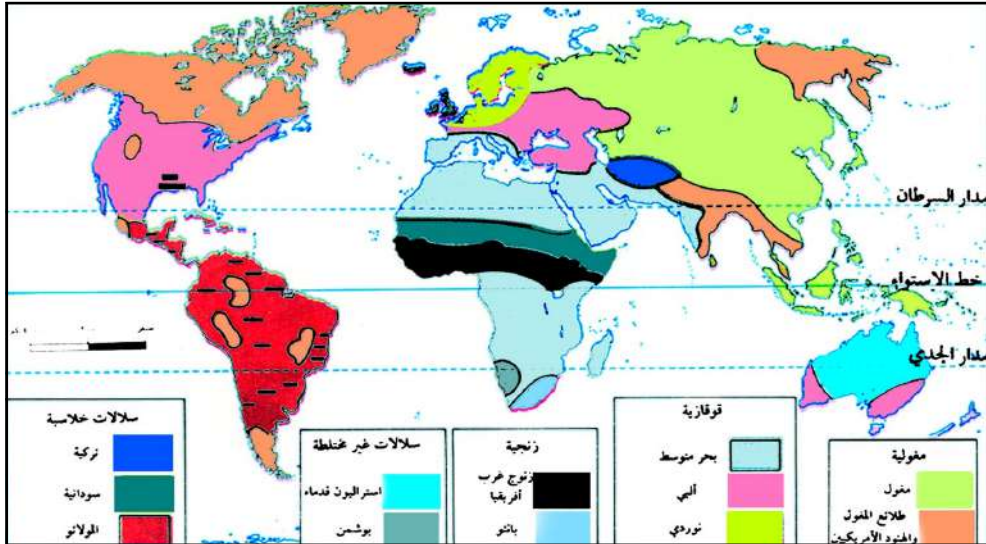 مدار السرطان
خط الاستواء
مدار الجدي
سلالات خلاسية
تركية
سودانية
المولاتو
سلالات غير مختلطة
استراليون قدماء
بوشمن
زنجية
زنوج غرب
أفريقيا
بانتو
قوقازية
بحر متوسط
ألبي
نوردي
مغولية
مغول
طلائع المغول
والهنود الأمريكيين